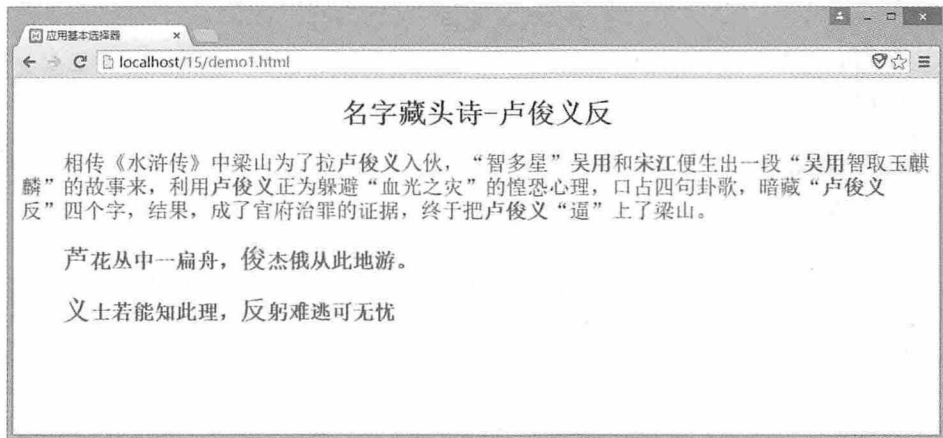 应用基本选择器
localhost/15/demo1.html
名字藏头诗-卢俊义反
相传《水浒传》中梁山为了拉卢俊义入伙，“智多星”吴用和宋江便生出一段“吴用智取玉麒
麟”的故事来，利用卢俊义正为躲避“血光之灾”的惶恐心理，口占四句卦歌，暗藏“卢俊义
反”四个字，结果，成了官府治罪的证据，终于把卢俊义“逼”上了梁山。
芦花丛中一扁舟，俊杰俄从此地游。
义士若能知此理，反躬难逃可无忧